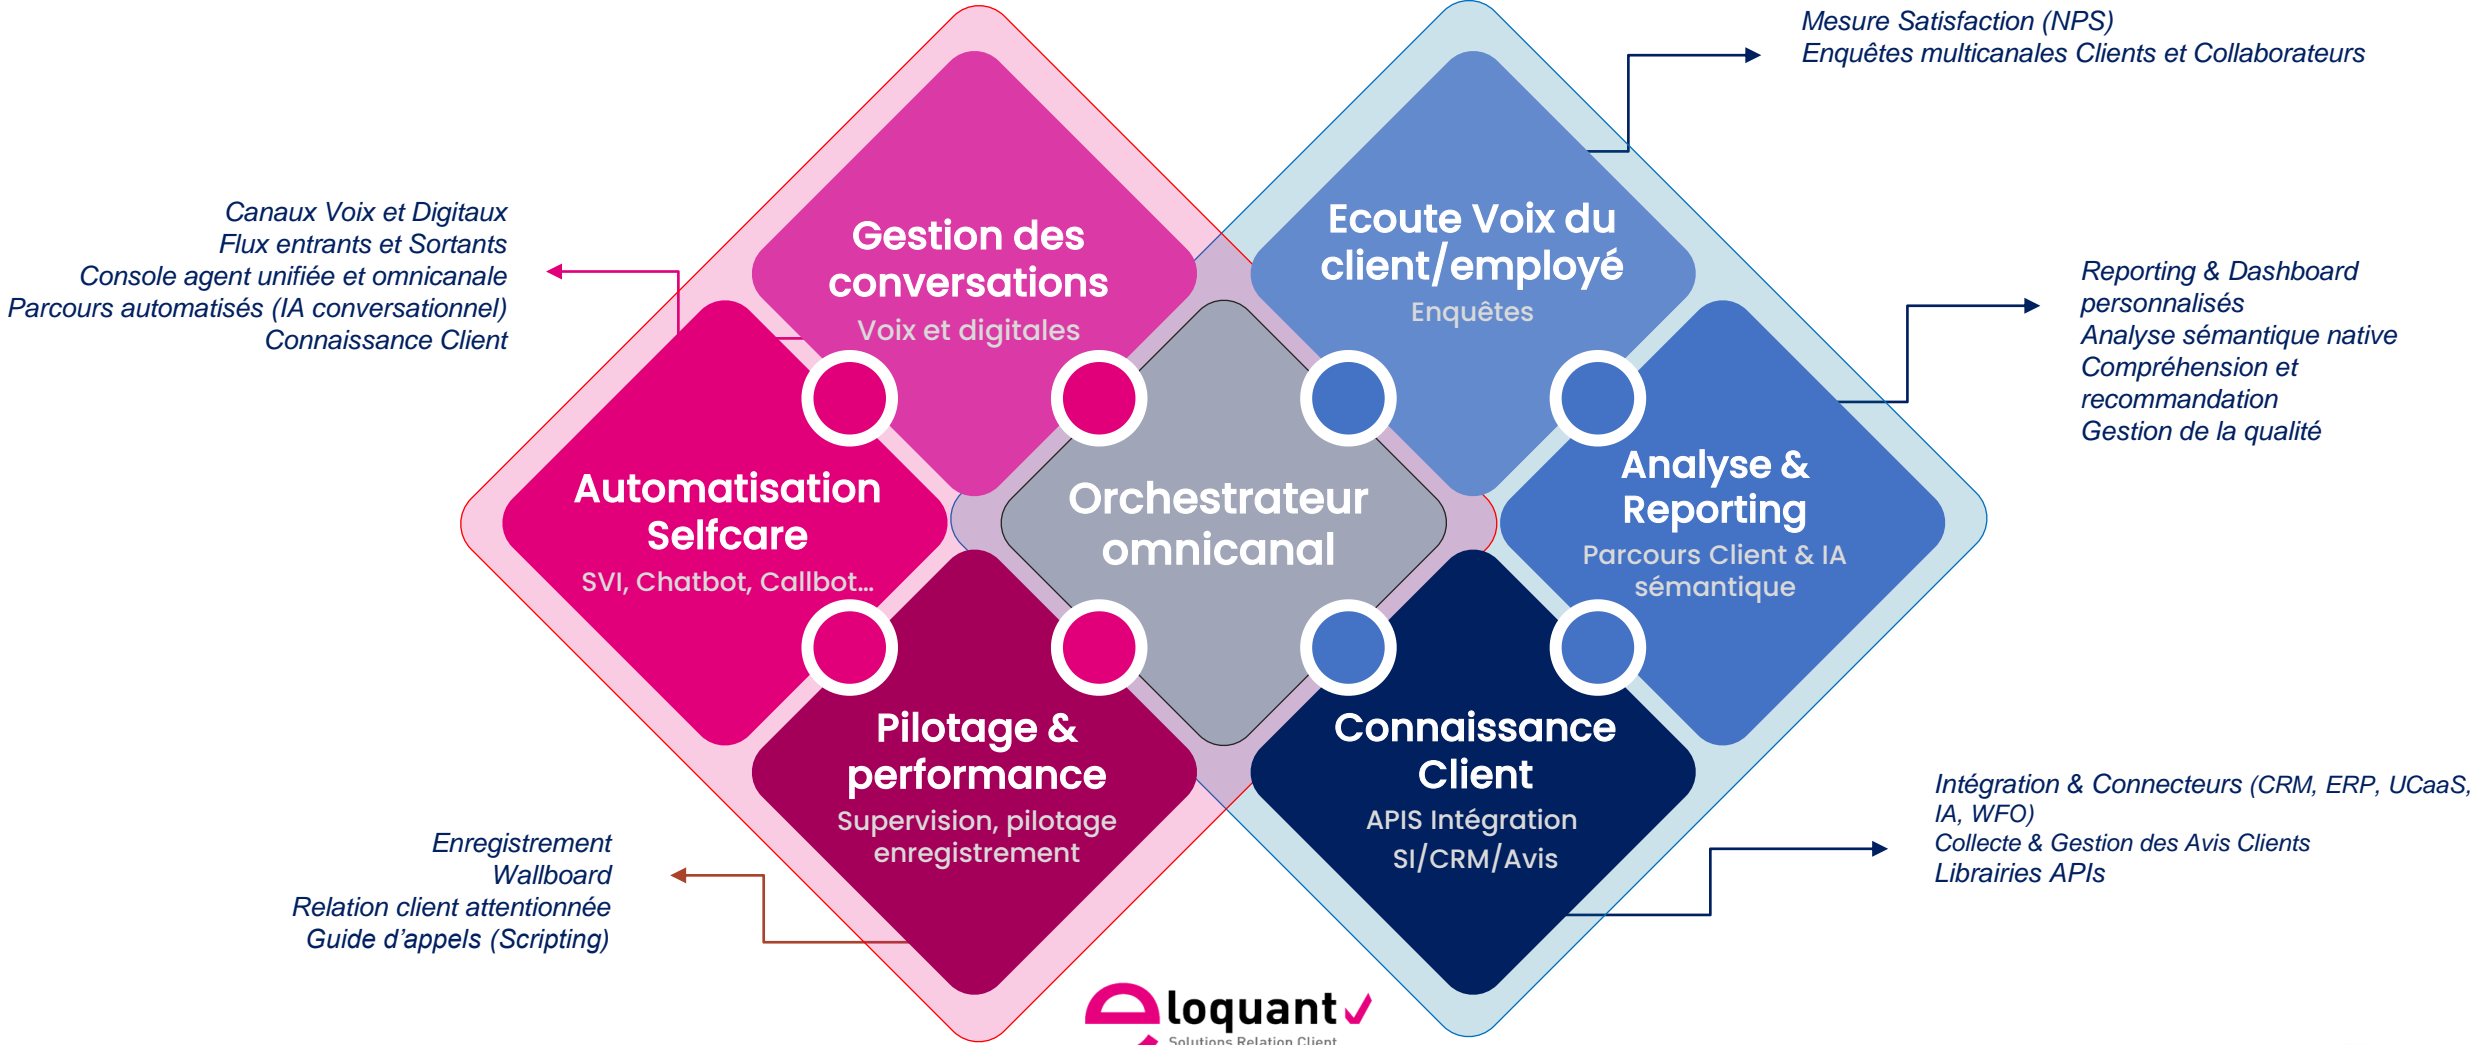 Mesure Satisfaction (NPS)
Enquêtes multicanales Clients et Collaborateurs
Canaux Voix et Digitaux
Flux entrants et Sortants
Console agent unifiée et omnicanale
Parcours automatisés (IA conversationnel)
Connaissance Client
Gestion des
conversations
Voix et digitales
Ecoute Voix du
client/employé
Enquêtes
Reporting & Dashboard
personnalisés
Analyse sémantique native
Compréhension et
recommandation
Gestion de la qualité
Automatisation
Selfcare
SVI, Chatbot, Callbot...
Orchestrateur
omnicanal
Analyse &
Reporting
Parcours Client & IA
sémantique
Pilotage &
performance
Supervision, pilotage
enregistrement
Connaissance
Client
APIS Intégration
SI/CRM/Avis
Intégration & Connecteurs (CRM, ERP, UCaaS,
IA, WFO)
Collecte & Gestion des Avis Clients
Librairies APIs
Enregistrement
Wallboard
Relation client attentionnée
Guide d’appels (Scripting)
eloquant
Solutions Relation Client